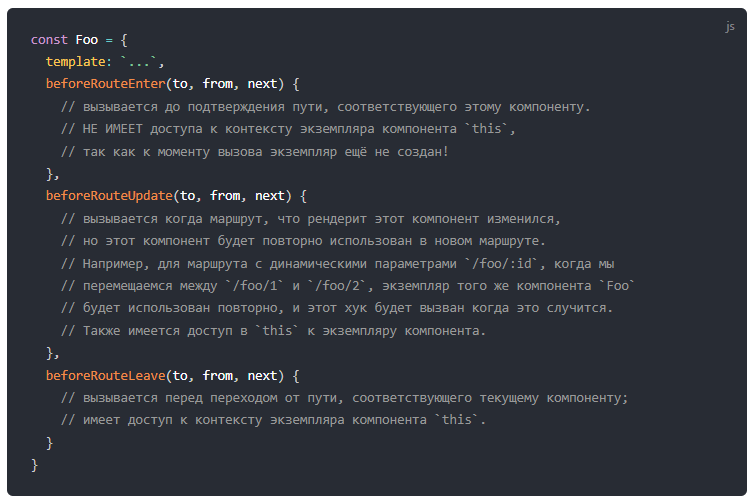 js
const Foo = {
  template: `...`,
  beforeRouteEnter(to, from, next) {
    // вызывается до подтверждения пути, соответствующего этому компоненту.
    // НЕ ИМЕЕТ доступа к контексту экземпляра компонента `this`,
    // так как к моменту вызова экземпляр ещё не создан!
  },
  beforeRouteUpdate(to, from, next) {
    // вызывается когда маршрут, что рендерит этот компонент изменился,
    // но этот компонент будет повторно использован в новом маршруте.
    // Например, для маршрута с динамическими параметрами `/foo/:id`, когда мы
    // перемещаемся между `/foo/1` и `/foo/2`, экземпляр того же компонента `Foo`
    // будет использован повторно, и этот хук будет вызван когда это случится.
    // Также имеется доступ в `this` к экземпляру компонента.
  },
  beforeRouteLeave(to, from, next) {
    // вызывается перед переходом от пути, соответствующего текущему компоненту;
    // имеет доступ к контексту экземпляра компонента `this`.
  }
}